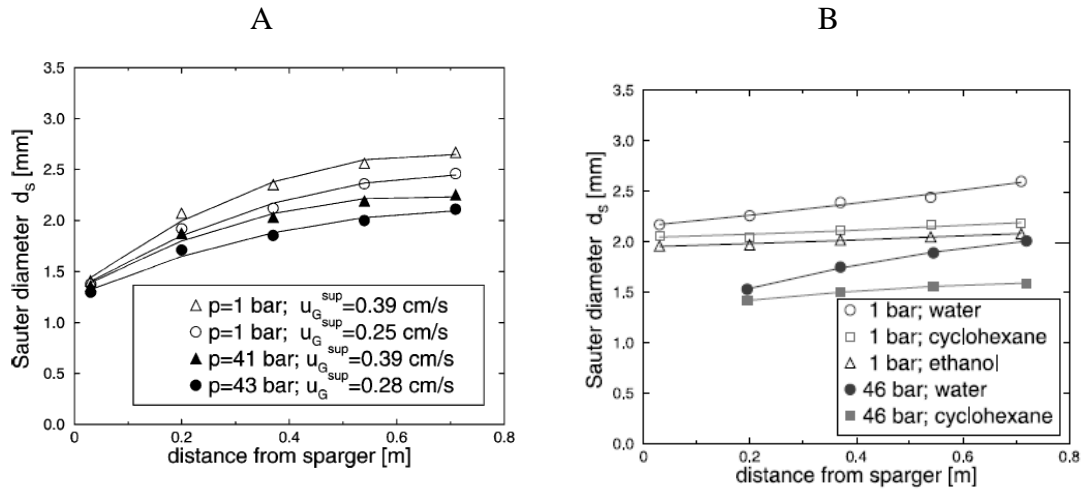 A
3.5
3.0
2.5
2.0
1.5
1.0
0.5
0.0
Sauter diameter d_s [mm]
p=1 bar; u_G^sup=0.39 cm/s
p=1 bar; u_G^sup=0.25 cm/s
p=41 bar; u_G^sup=0.39 cm/s
p=43 bar; u_G^sup=0.28 cm/s
0 0.2 0.4 0.6 0.8
distance from sparger [m]
B
3.5
3.0
2.5
2.0
1.5
1.0
0.5
0.0
Sauter diameter d_s [mm]
1 bar; water
1 bar; cyclohexane
1 bar; ethanol
46 bar; water
46 bar; cyclohexane
0 0.2 0.4 0.6 0.8
distance from sparger [m]